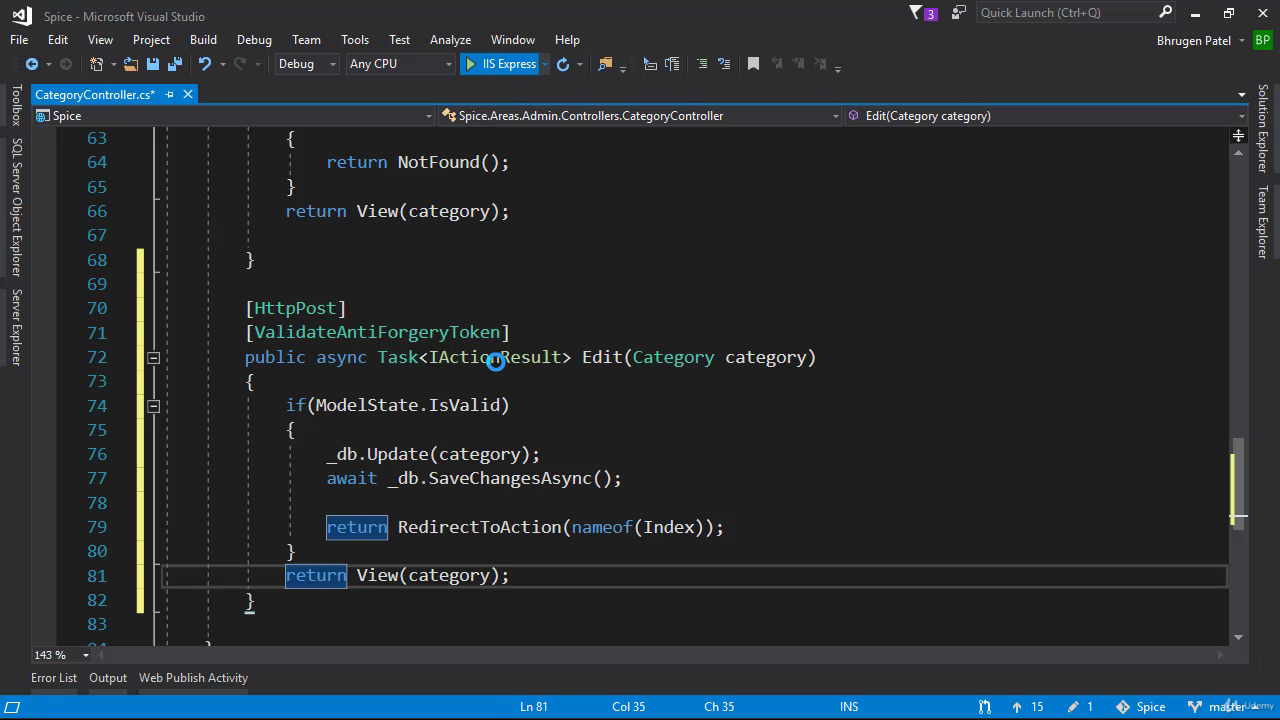 Spice - Microsoft Visual Studio
3
Quick Launch (Ctrl+Q)
File Edit View Project Build Debug Team Tools Test Analyze Window Help
Bhrugen Patel BP
Debug Any CPU IIS Express
CategoryController.cs*
Spice Spice.Areas.Admin.Controllers.CategoryController Edit(Category category)
Toolbox
SQL Server Object Explorer
Server Explorer
Solution Explorer
Team Explorer
63 {
64 return NotFound();
65 }
66 return View(category);
67
68 }
69
70 [HttpPost]
71 [ValidateAntiForgeryToken]
72 public async Task<IActionResult> Edit(Category category)
73 {
74 if(ModelState.IsValid)
75 {
76 _db.Update(category);
77 await _db.SaveChangesAsync();
78
79 return RedirectToAction(nameof(Index));
80 }
81 return View(category);
82 }
83
143 %
Error List Output Web Publish Activity
Ln 81 Col 35 Ch 35 INS 15 1 Spice master
Udemy